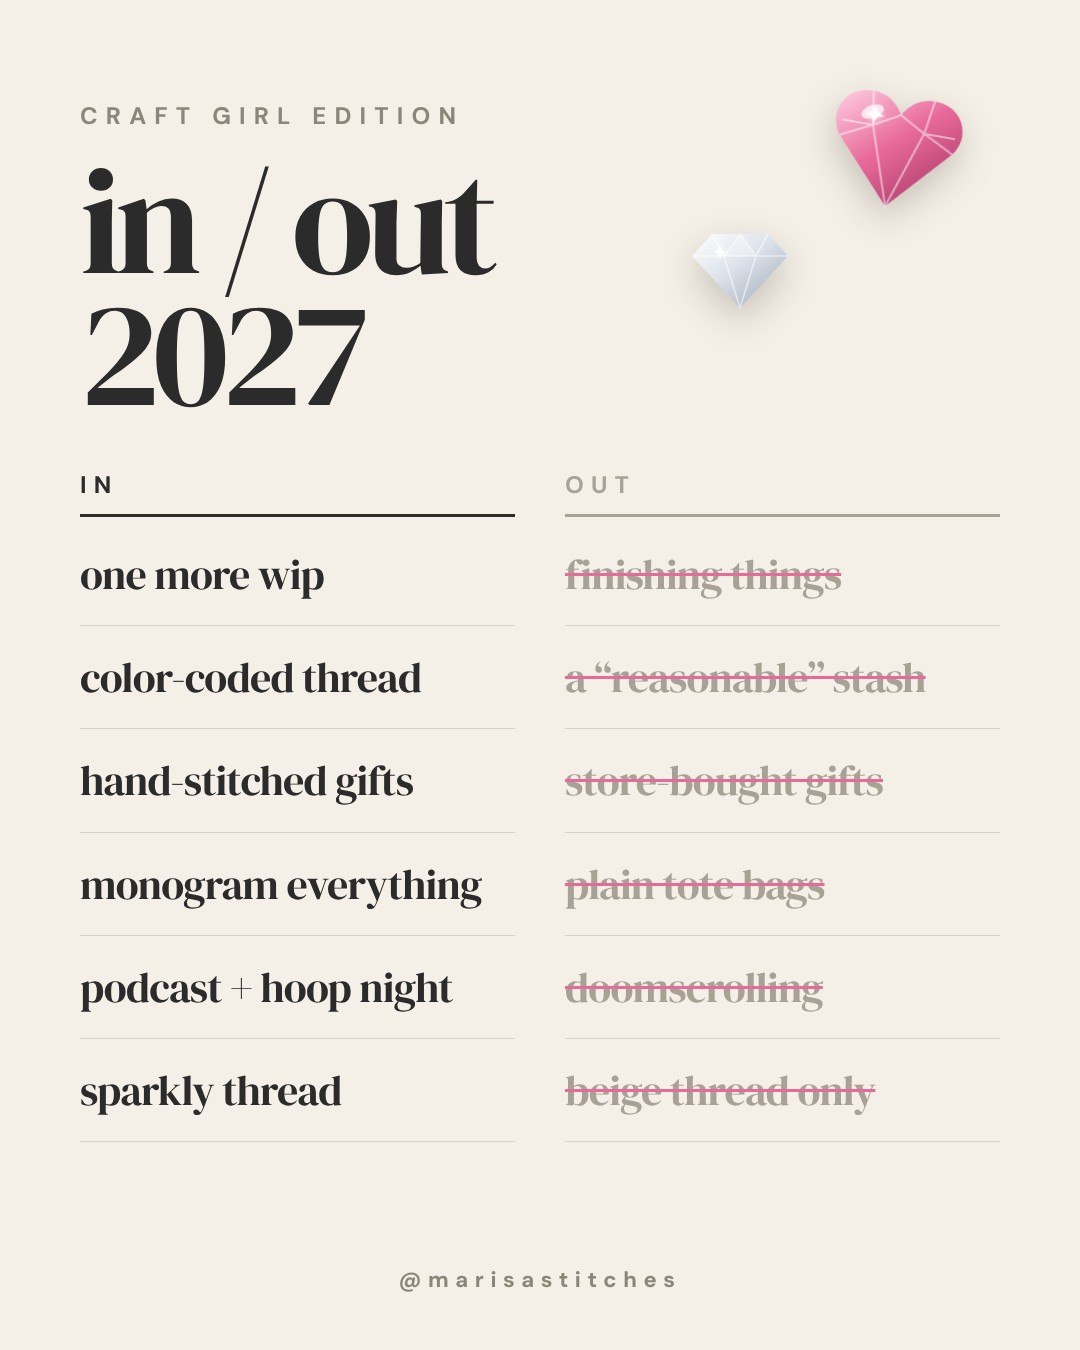 CRAFT GIRL EDITION
in / out
2027
IN
one more wip
color-coded thread
hand-stitched gifts
monogram everything
podcast + hoop night
sparkly thread
OUT
finishing things
a “reasonable” stash
store-bought gifts
plain tote bags
doomscrolling
beige thread only
@marisastitches